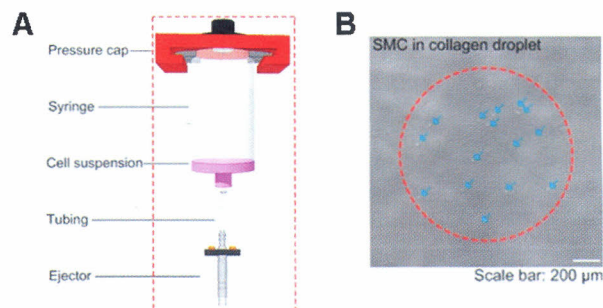 A
Pressure cap
Syringe
Cell suspension
Tubing
Ejector
B
SMC in collagen droplet
Scale bar: 200 µm